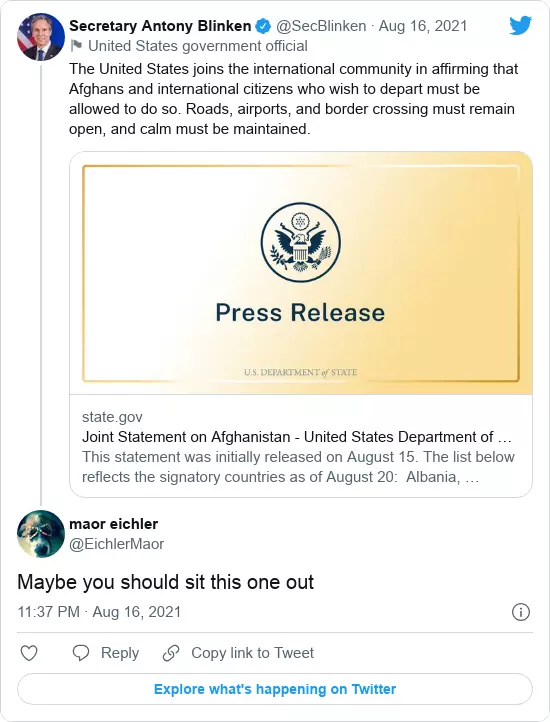 Secretary Antony Blinken @SecBlinken · Aug 16, 2021
United States government official
The United States joins the international community in affirming that
Afghans and international citizens who wish to depart must be
allowed to do so. Roads, airports, and border crossing must remain
open, and calm must be maintained.
Press Release
U.S. DEPARTMENT of STATE
state.gov
Joint Statement on Afghanistan - United States Department of …
This statement was initially released on August 15. The list below
reflects the signatory countries as of August 20:  Albania, …
maor eichler
@EichlerMaor
Maybe you should sit this one out
11:37 PM · Aug 16, 2021
Reply
Copy link to Tweet
Explore what's happening on Twitter